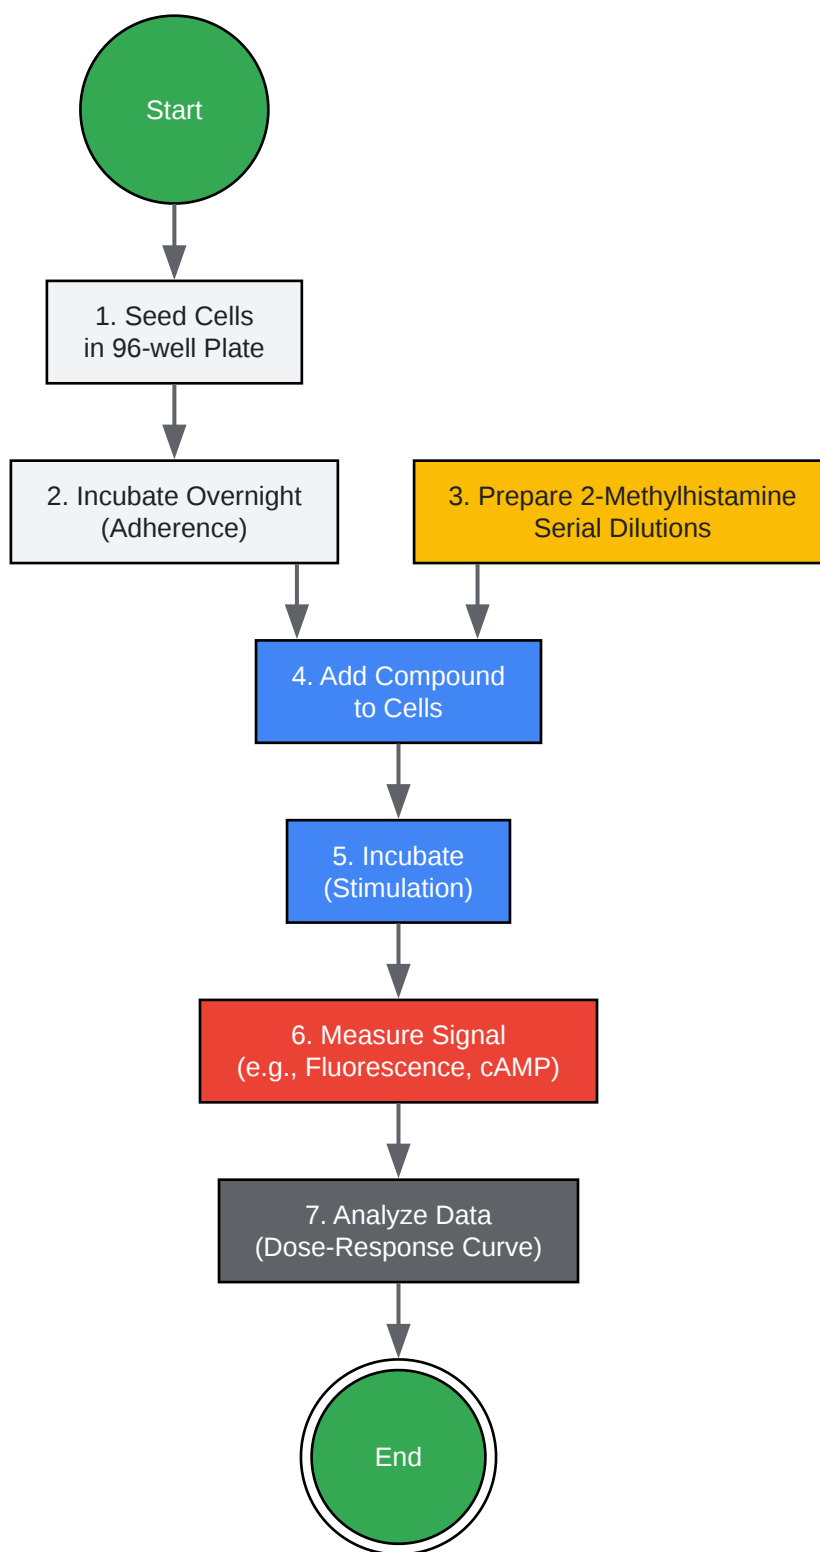 Start
1. Seed Cells
in 96-well Plate
2. Incubate Overnight
(Adherence)
3. Prepare 2-Methylhistamine
Serial Dilutions
4. Add Compound
to Cells
5. Incubate
(Stimulation)
6. Measure Signal
(e.g., Fluorescence, cAMP)
7. Analyze Data
(Dose-Response Curve)
End